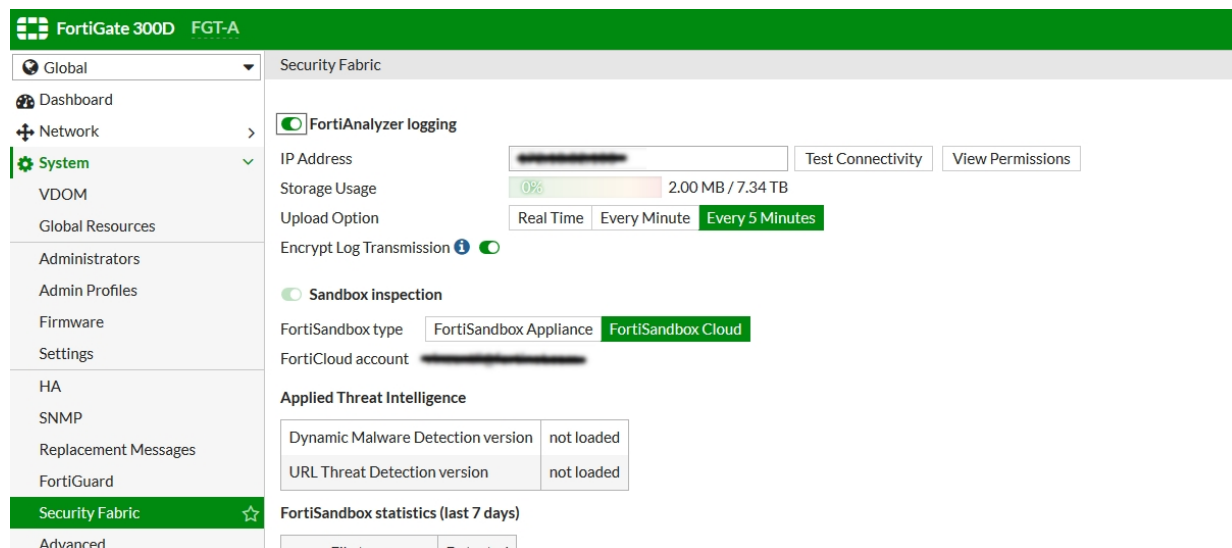 FortiGate 300D FGT-A
Global
Security Fabric
Dashboard
Network
System
VDOM
Global Resources
Administrators
Admin Profiles
Firmware
Settings
HA
SNMP
Replacement Messages
FortiGuard
Security Fabric
Advanced
FortiAnalyzer logging
IP Address Test Connectivity View Permissions
Storage Usage 0% 2.00 MB / 7.34 TB
Upload Option Real Time Every Minute Every 5 Minutes
Encrypt Log Transmission
Sandbox inspection
FortiSandbox type FortiSandbox Appliance FortiSandbox Cloud
FortiCloud account
Applied Threat Intelligence
Dynamic Malware Detection version not loaded
URL Threat Detection version not loaded
FortiSandbox statistics (last 7 days)